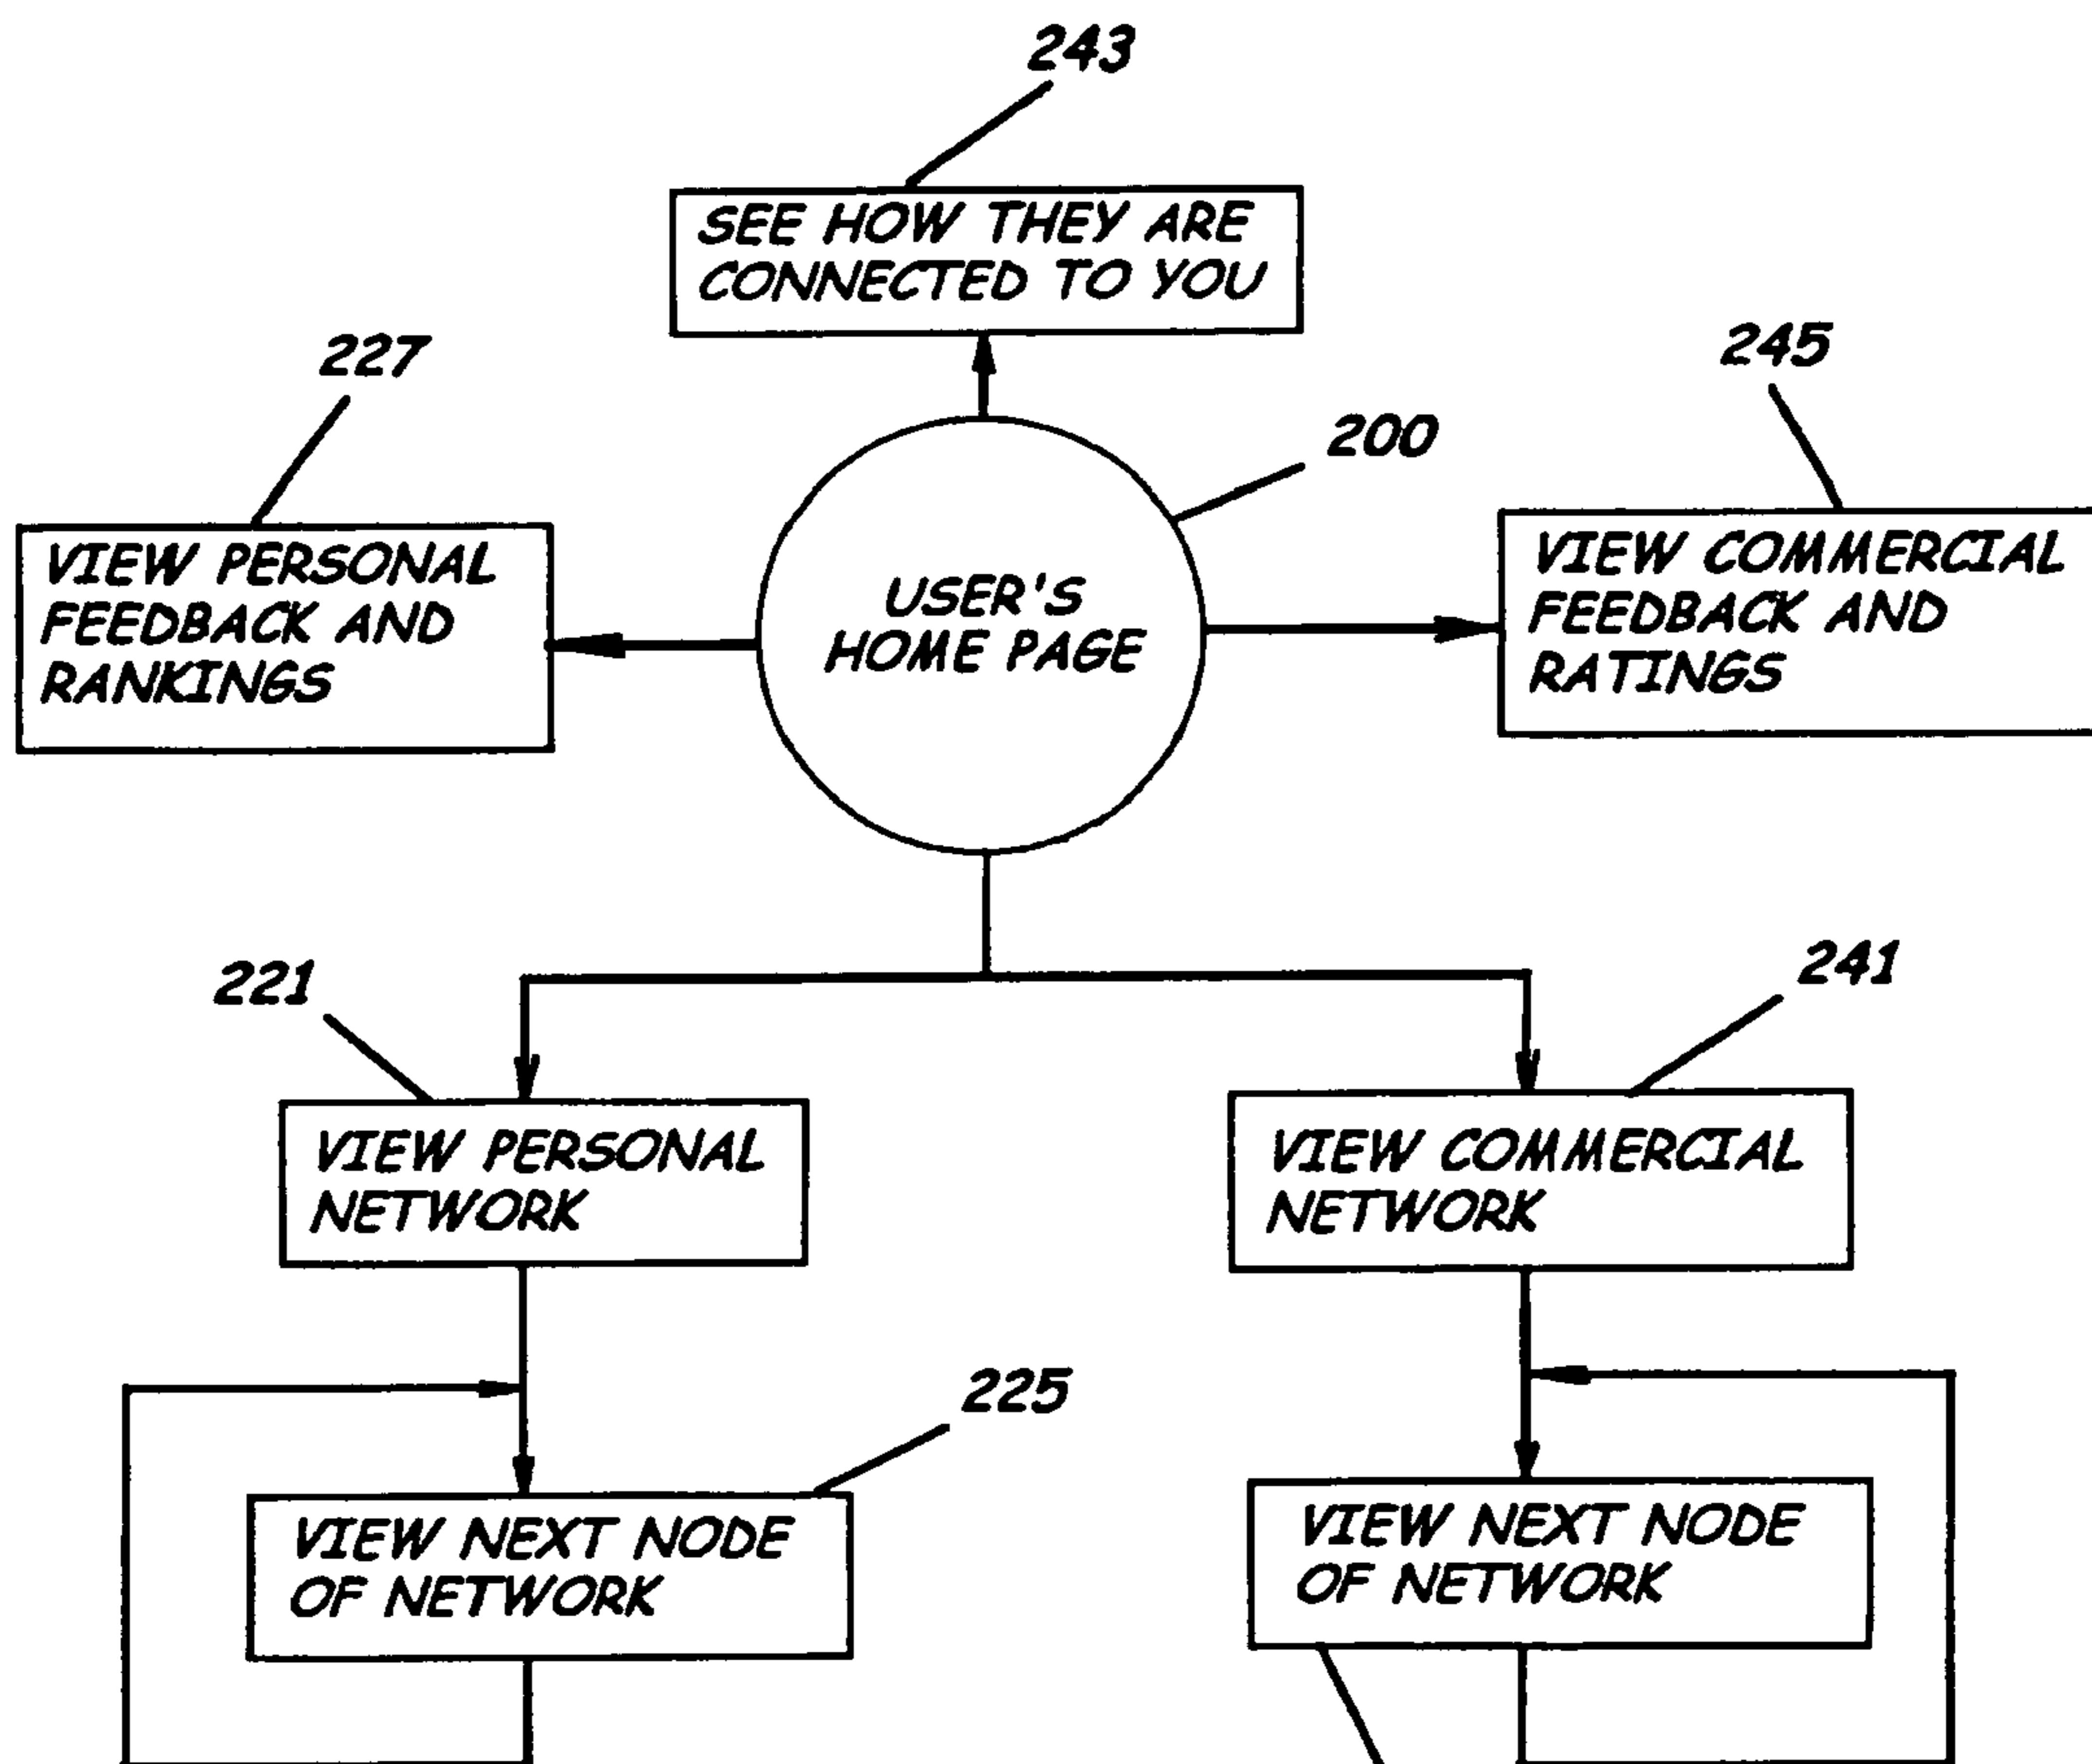 243
SEE HOW THEY ARE
CONNECTED TO YOU
227
245
200
VIEW PERSONAL
FEEDBACK AND
RANKINGS
USER'S
HOME PAGE
VIEW COMMERCIAL
FEEDBACK AND
RATINGS
221
241
VIEW PERSONAL
NETWORK
VIEW COMMERCIAL
NETWORK
225
VIEW NEXT NODE
OF NETWORK
VIEW NEXT NODE
OF NETWORK